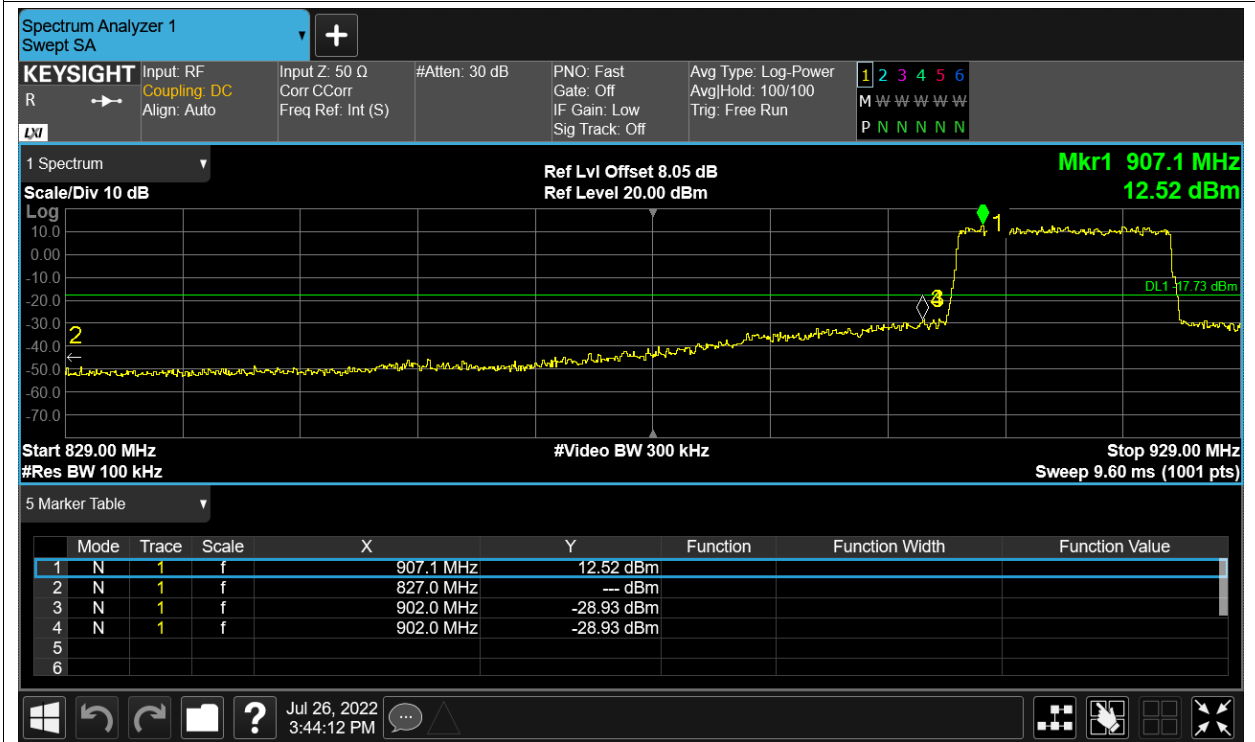 Spectrum Analyzer 1
Swept SA
+
KEYSIGHT Input: RF Input Z: 50 Ω #Atten: 30 dB PNO: Fast Avg Type: Log-Power 1 2 3 4 5 6
R Coupling: DC Corr CCorr Gate: Off Avg|Hold: 100/100 M W W W W W
Align: Auto Freq Ref: Int (S) IF Gain: Low Trig: Free Run
LXI Sig Track: Off P N N N N N N
1 Spectrum Ref Lvl Offset 8.05 dB Mkr1 907.1 MHz
Scale/Div 10 dB Ref Level 20.00 dBm 12.52 dBm
Log
1
10.0
0.00
-10.0
DL1 -17.73 dBm
-20.0
-30.0
2
-40.0
-50.0
-60.0
-70.0
Start 829.00 MHz #Video BW 300 kHz Stop 929.00 MHz
#Res BW 100 kHz Sweep 9.60 ms (1001 pts)
5 Marker Table
Mode Trace Scale X Y Function Function Width Function Value
1 N 1 f 907.1 MHz 12.52 dBm
2 N 1 f 827.0 MHz --- dBm
3 N 1 f 902.0 MHz -28.93 dBm
4 N 1 f 902.0 MHz -28.93 dBm
5
6
? Jul 26, 2022
3:44:12 PM